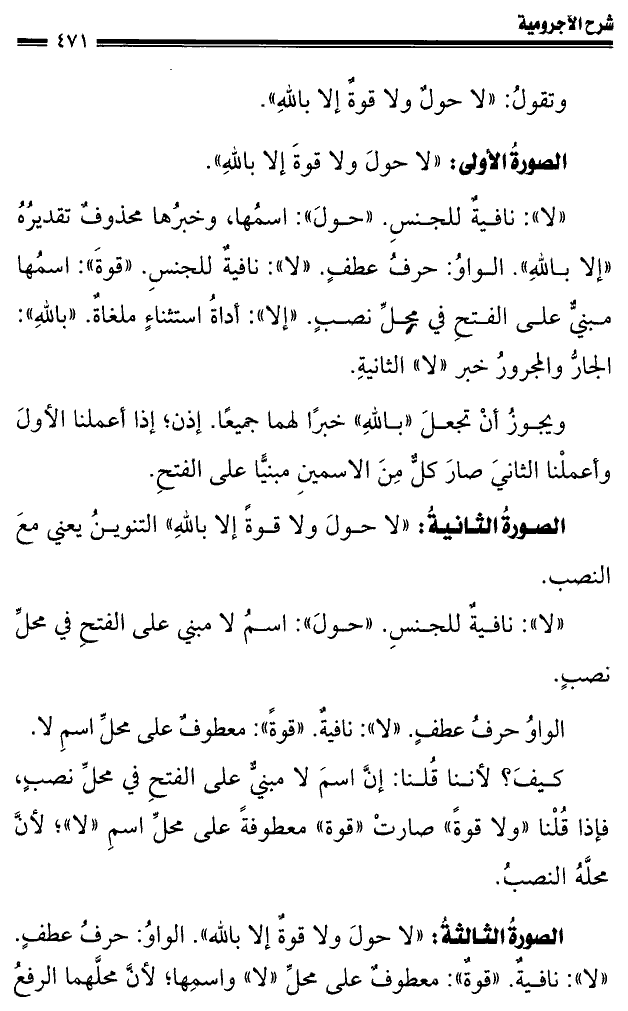 شرح الآجرومية
٤٧١
وتقولُ: «لا حولٌ ولا قوةٌ إلا باللهِ».
الصورةُ الأولى: «لا حولَ ولا قوةَ إلا باللهِ».
«لا»: نافيةٌ للجنسِ. «حولَ»: اسمُها، وخبرُها محذوفٌ تقديرُهُ
«إلا باللهِ». الواوُ: حرفُ عطفٍ. «لا»: نافيةٌ للجنسِ. «قوةَ»: اسمُها
مبنيٌّ على الفتحِ في محلِّ نصبٍ. «إلا»: أداةُ استثناءٍ ملغاةٌ. «باللهِ»:
الجارُّ والمجرورُ خبر «لا» الثانيةِ.
ويجوزُ أنْ تجعلَ «باللهِ» خبرًا لهما جميعًا. إذن؛ إذا أعملنا الأولَ
وأعملْنا الثانيَ صارَ كلٌّ مِنَ الاسمينِ مبنيًّا على الفتحِ.
الصورةُ الثانيةُ: «لا حولَ ولا قوةً إلا باللهِ» التنوينُ يعني معَ
النصبِ.
«لا»: نافيةٌ للجنسِ. «حولَ»: اسمُ لا مبني على الفتحِ في محلِّ
نصبٍ.
الواوُ حرفُ عطفٍ. «لا»: نافيةٌ. «قوةً»: معطوفٌ على محلِّ اسمِ لا.
كيفَ؟ لأننا قُلنا: إنَّ اسمَ لا مبنيٌّ على الفتحِ في محلِّ نصبٍ،
فإذا قُلْنا «ولا قوةً» صارتْ «قوة» معطوفةً على محلِّ اسمِ «لا»؛ لأنَّ
محلَّهُ النصبُ.
الصورةُ الثالثةُ: «لا حولَ ولا قوةٌ إلا بالله». الواوُ: حرفُ عطفٍ.
«لا»: نافيةٌ. «قوةٌ»: معطوفٌ على محلِّ «لا» واسمِها؛ لأنَّ محلَّهما الرفعُ